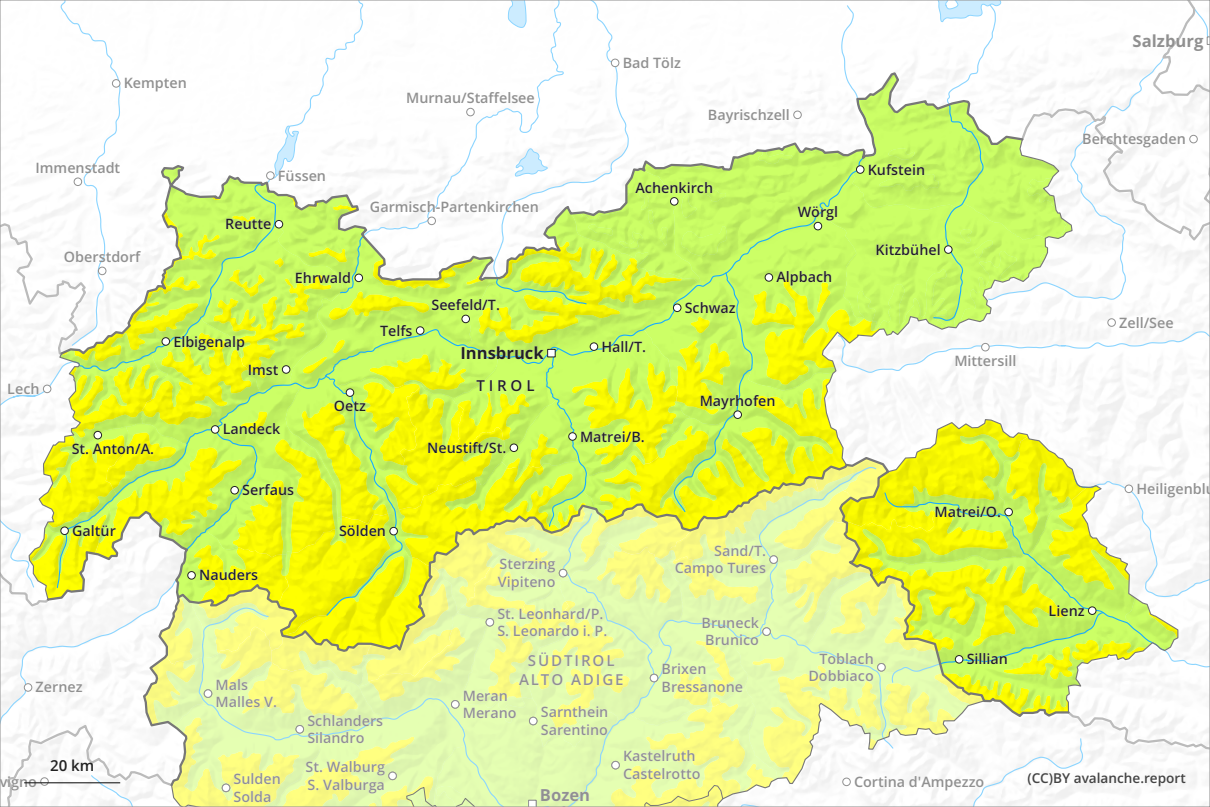 Salzburg
Bad Tölz
Kempten
Murnau/Staffelsee
Bayrischzell
Berchtesgaden
Immenstadt
Füssen
Kufstein
Achenkirch
Garmisch-Partenkirchen
Wörgl
Reutte
Kitzbühel
Oberstdorf
Ehrwald
Alpbach
Seefeld/T.
Schwaz
Zell/See
Telfs
Elbigenalp
Innsbruck
Hall/T.
Mittersill
Imst
TIROL
Lech
Oetz
Mayrhofen
Landeck
Matrei/B.
St. Anton/A.
Neustift/St.
Serfaus
Heiligenblu
Matrei/O.
Galtür
Sölden
Sand/T.
Campo Tures
Sterzing
Vipiteno
Nauders
Lienz
St. Leonhard/P.
S. Leonardo i. P.
Bruneck
Brunico
SÜDTIROL
ALTO ADIGE
Toblach
Dobbiaco
Sillian
Brixen
Bressanone
Zernez
Mals
Malles V.
Meran
Merano
Sarnthein
Sarentino
Schlanders
Silandro
Kastelruth
Castelrotto
St. Walburg
S. Valburga
20 km
Sulden
Solda
vigno
Cortina d'Ampezzo
(CC)BY avalanche.report
Bozen